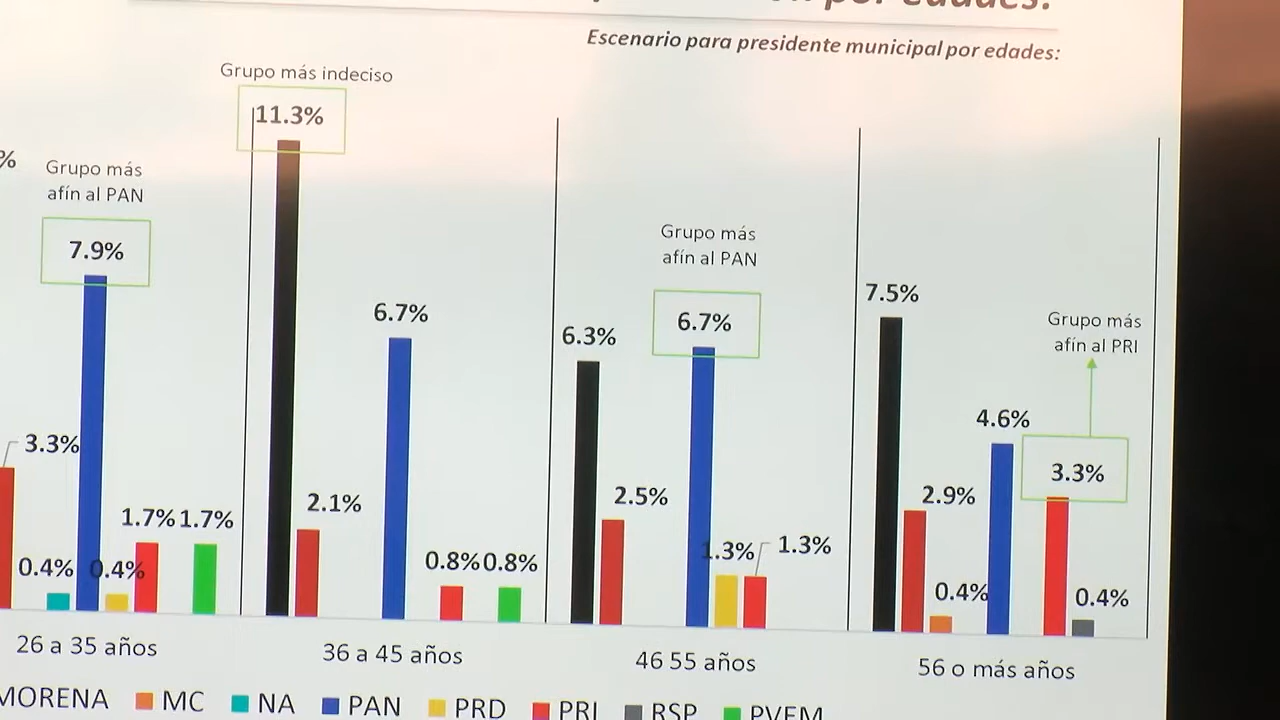 por edades:
Escenario para presidente municipal por edades:
Grupo más indeciso
11.3%
%
Grupo más
afín al PAN
7.9%
Grupo más
afín al PAN
6.7%
6.7%
6.3%
7.5%
Grupo más
afín al PRI
4.6%
3.3%
3.3%
2.1%
2.5%
2.9%
1.7% 1.7%
0.4% 0.4%
0.8% 0.8%
1.3% 1.3%
0.4% 0.4%
26 a 35 años
36 a 45 años
46 55 años
56 o más años
MORENA MC NA PAN PRD PRI RSP PVEM